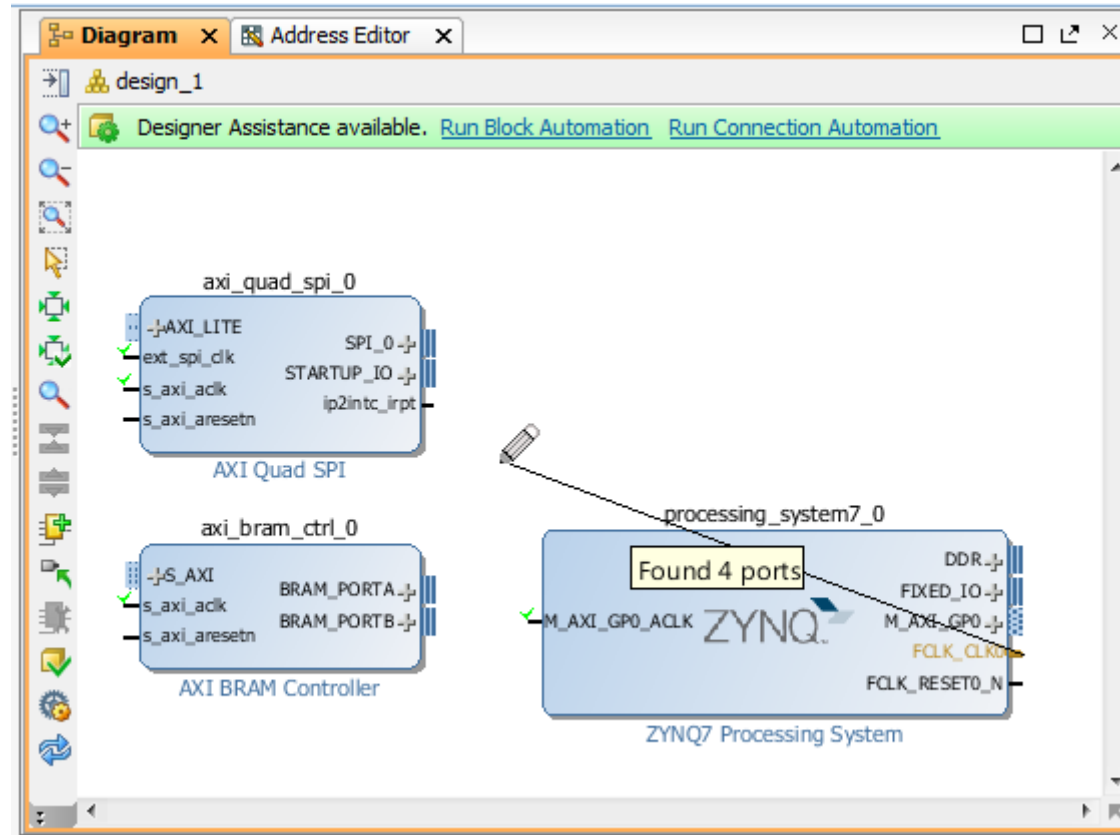 Diagram Address Editor
design_1
Designer Assistance available. Run Block Automation Run Connection Automation
axi_quad_spi_0
AXI_LITE
ext_spi_clk
s_axi_aclk
s_axi_aresetn
SPI_0
STARTUP_IO
ip2intc_irpt
AXI Quad SPI
axi_bram_ctrl_0
S_AXI
s_axi_aclk
s_axi_aresetn
BRAM_PORTA
BRAM_PORTB
AXI BRAM Controller
processing_system7_0
Found 4 ports
M_AXI_GP0_ACLK
ZYNQ
DDR
FIXED_IO
M_AXI_GP0
FCLK_CLK0
FCLK_RESET0_N
ZYNQ7 Processing System